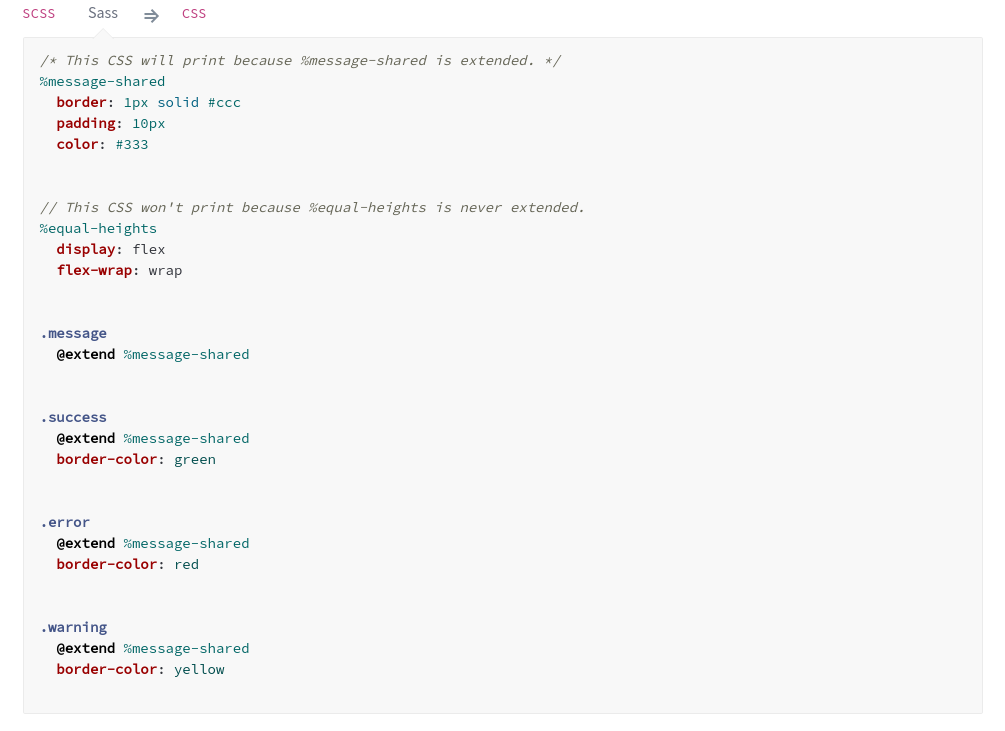 SCSS Sass CSS
/* This CSS will print because %message-shared is extended. */
%message-shared
  border: 1px solid #ccc
  padding: 10px
  color: #333
// This CSS won't print because %equal-heights is never extended.
%equal-heights
  display: flex
  flex-wrap: wrap
.message
  @extend %message-shared
.success
  @extend %message-shared
  border-color: green
.error
  @extend %message-shared
  border-color: red
.warning
  @extend %message-shared
  border-color: yellow